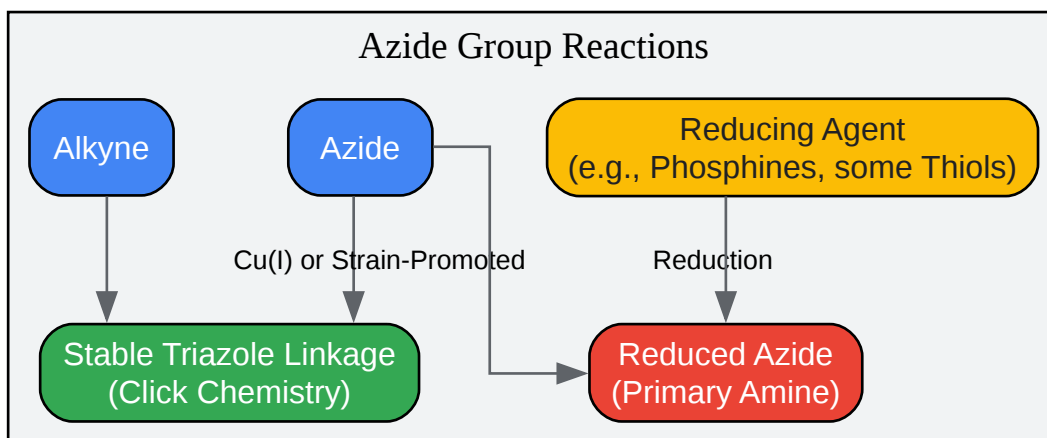 Azide Group Reactions
Alkyne
Azide
Reducing Agent
(e.g., Phosphines, some Thiols)
Cu(I) or Strain-Promoted
Reduction
Stable Triazole Linkage
(Click Chemistry)
Reduced Azide
(Primary Amine)